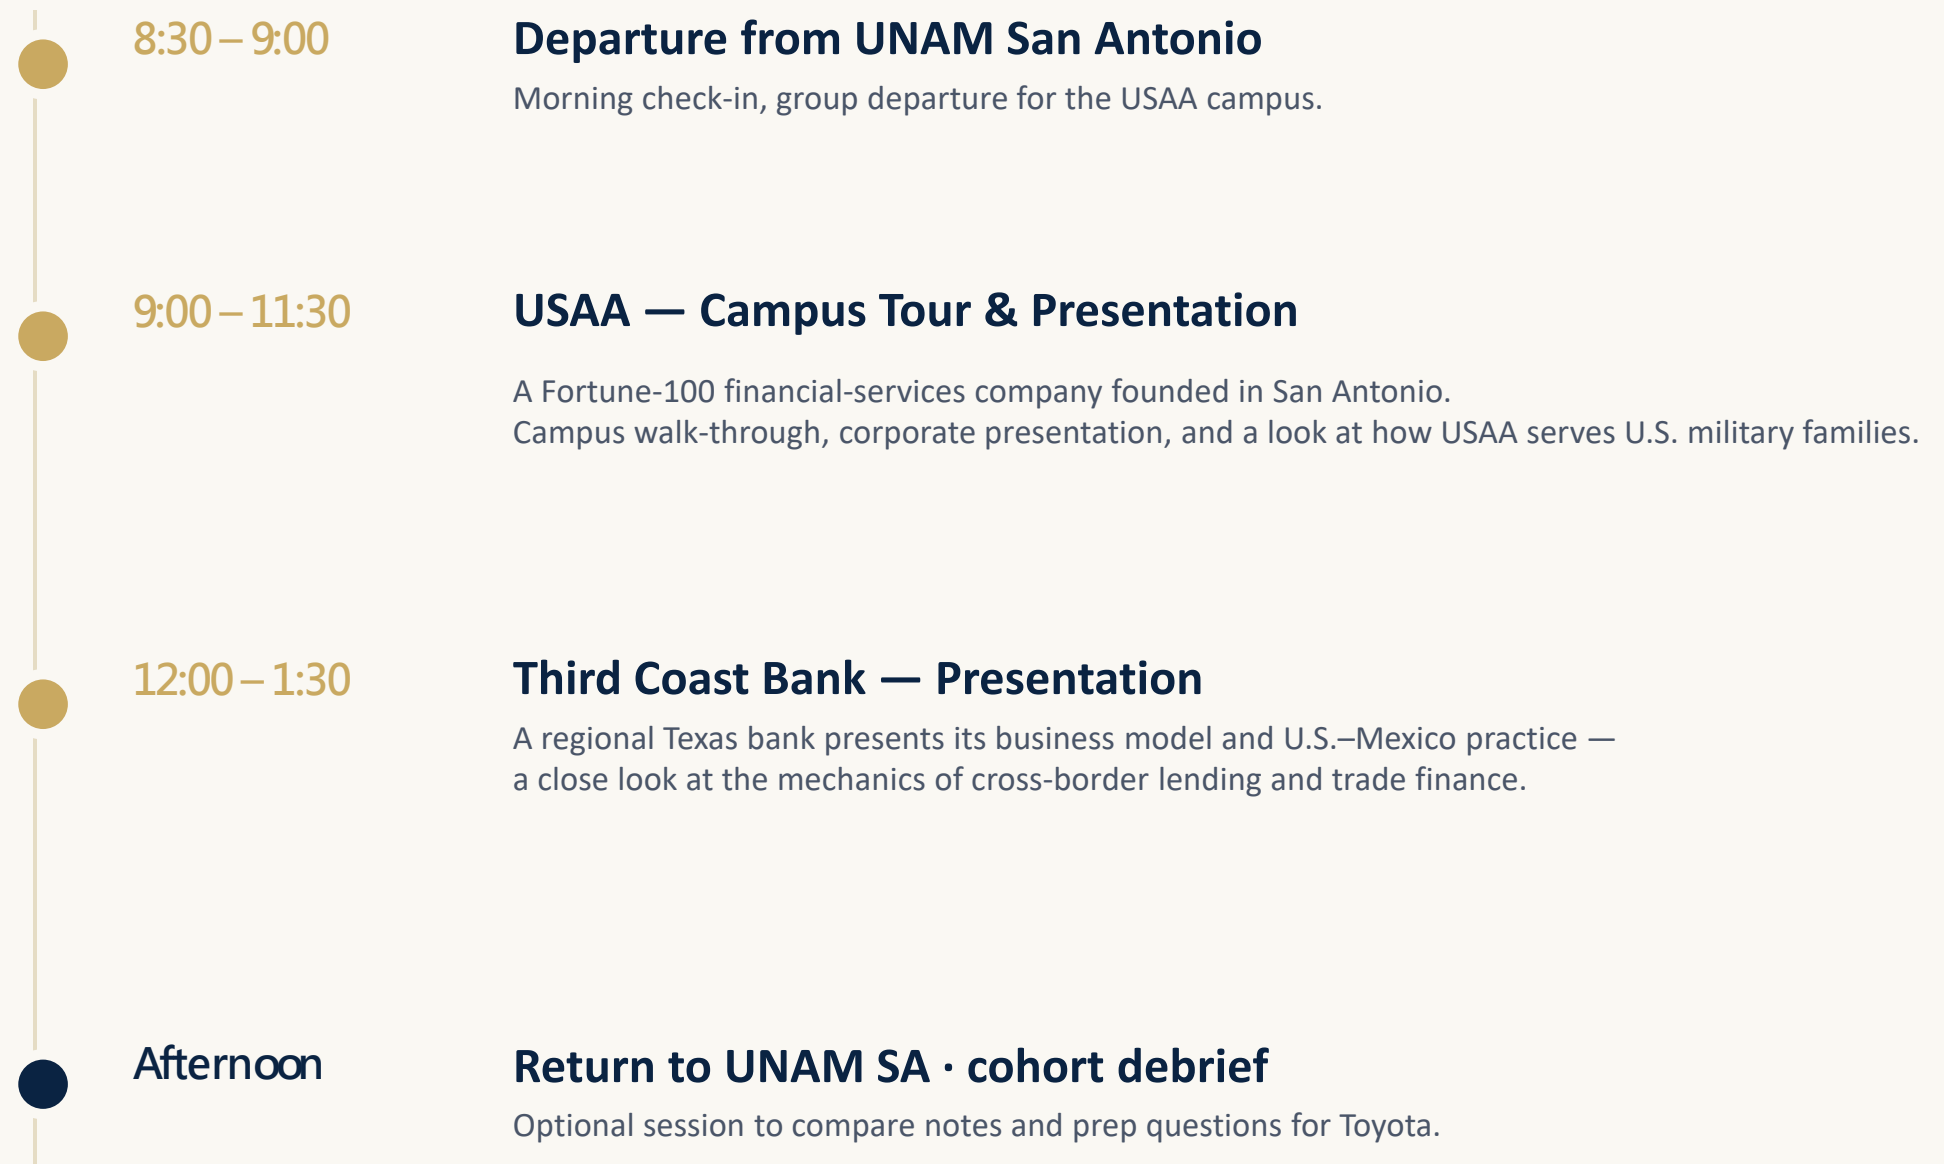 8:30 – 9:00 Departure from UNAM San Antonio
Morning check-in, group departure for the USAA campus.
9:00 – 11:30 USAA — Campus Tour & Presentation
A Fortune-100 financial-services company founded in San Antonio.
Campus walk-through, corporate presentation, and a look at how USAA serves U.S. military families.
12:00 – 1:30 Third Coast Bank — Presentation
A regional Texas bank presents its business model and U.S.–Mexico practice —
a close look at the mechanics of cross-border lending and trade finance.
Afternoon Return to UNAM SA · cohort debrief
Optional session to compare notes and prep questions for Toyota.